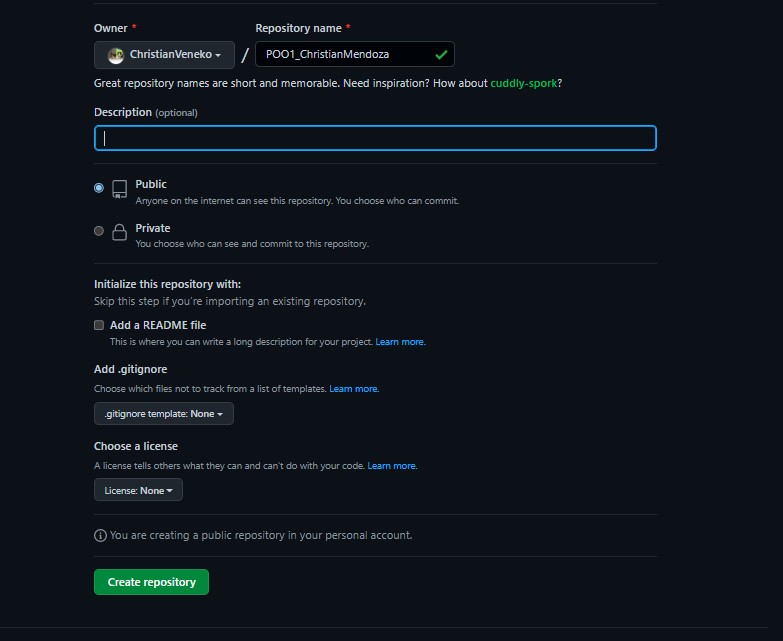 Owner * Repository name *
ChristianVeneko / POO1_ChristianMendoza
Great repository names are short and memorable. Need inspiration? How about cuddly-spork?
Description (optional)
Public
Anyone on the internet can see this repository. You choose who can commit.
Private
You choose who can see and commit to this repository.
Initialize this repository with:
Skip this step if you're importing an existing repository.
Add a README file
This is where you can write a long description for your project. Learn more.
Add .gitignore
Choose which files not to track from a list of templates. Learn more.
.gitignore template: None
Choose a license
A license tells others what they can and can't do with your code. Learn more.
License: None
You are creating a public repository in your personal account.
Create repository